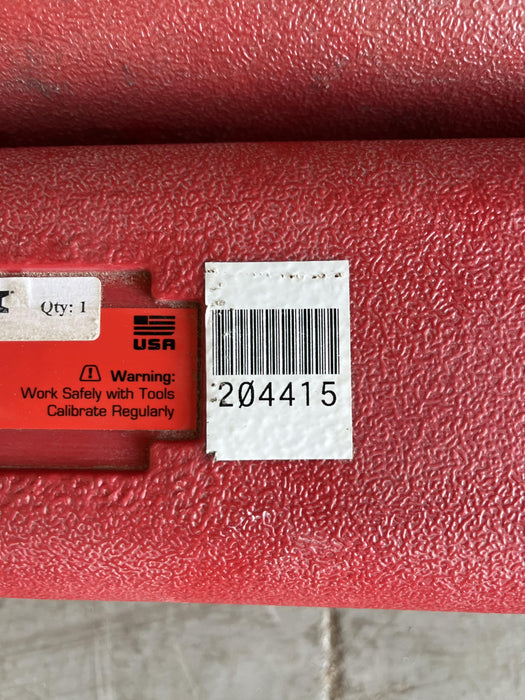 Qty: 1
USA
Warning:
Work Safely with Tools
Calibrate Regularly
2Ø4415